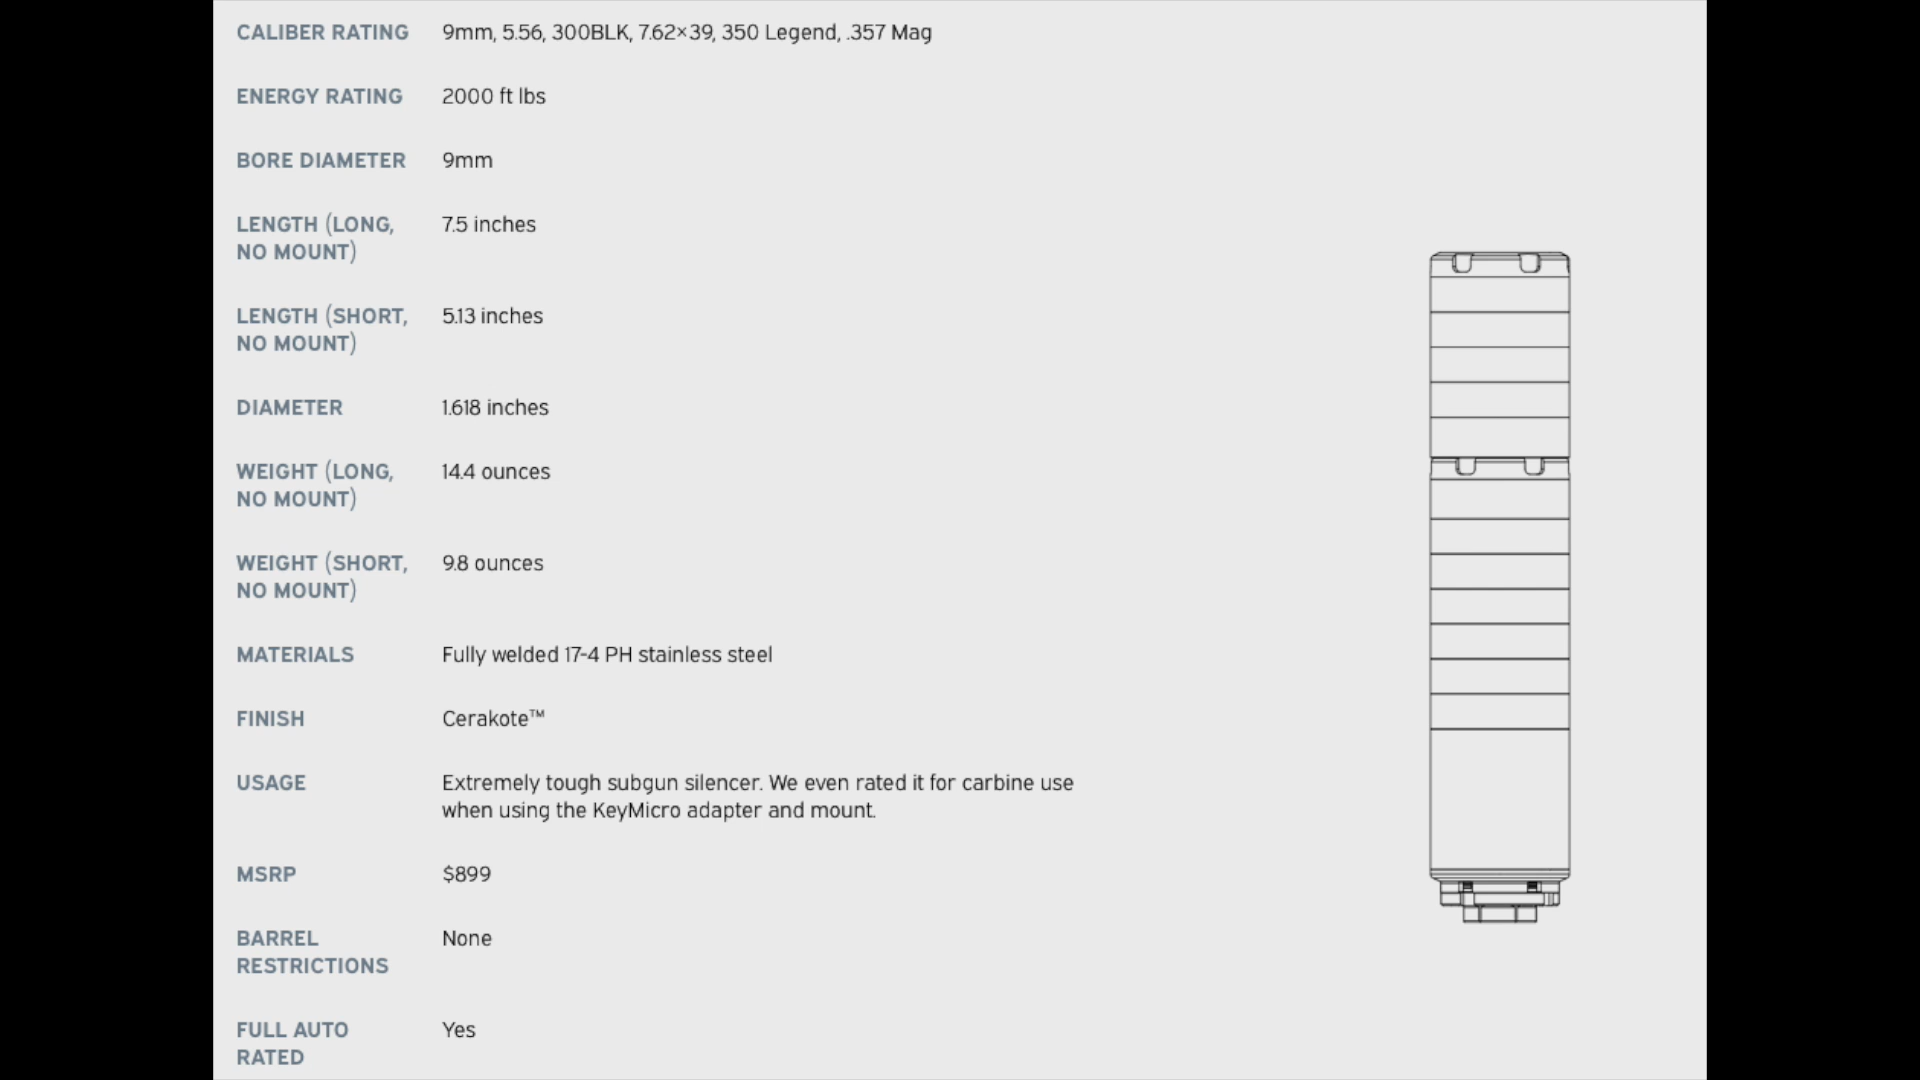 CALIBER RATING 9mm, 5.56, 300BLK, 7.62×39, 350 Legend, .357 Mag
ENERGY RATING 2000 ft lbs
BORE DIAMETER 9mm
LENGTH (LONG, 7.5 inches
NO MOUNT)
LENGTH (SHORT, 5.13 inches
NO MOUNT)
DIAMETER 1.618 inches
WEIGHT (LONG, 14.4 ounces
NO MOUNT)
WEIGHT (SHORT, 9.8 ounces
NO MOUNT)
MATERIALS Fully welded 17-4 PH stainless steel
FINISH Cerakote™
USAGE Extremely tough subgun silencer. We even rated it for carbine use
when using the KeyMicro adapter and mount.
MSRP $899
BARREL None
RESTRICTIONS
FULL AUTO Yes
RATED